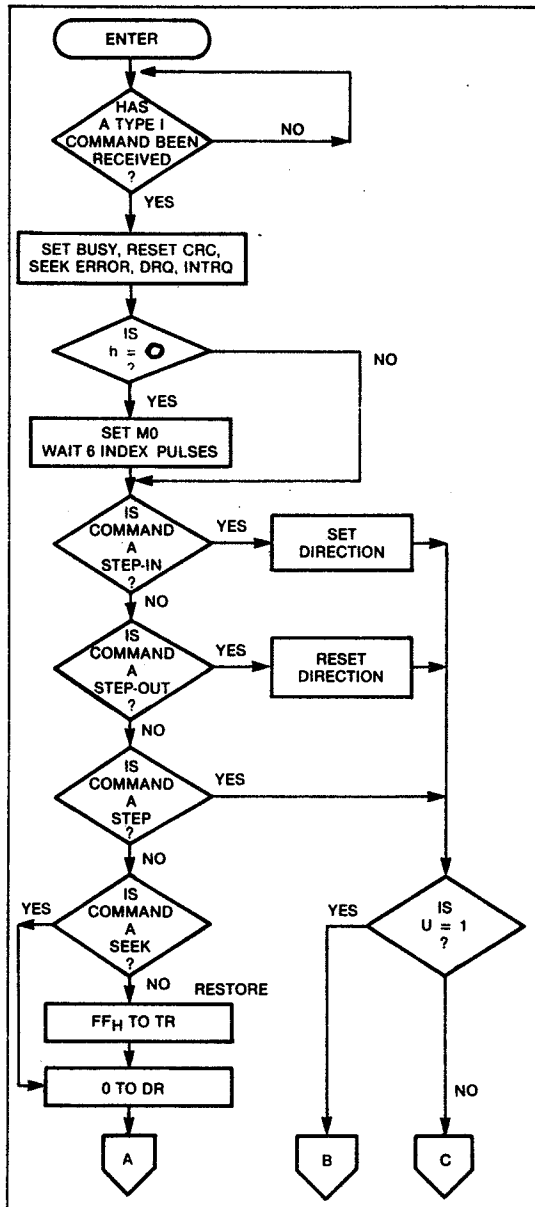 ENTER
HAS
A TYPE I
COMMAND BEEN
RECEIVED
?
NO
YES
SET BUSY, RESET CRC,
SEEK ERROR, DRQ, INTRQ
IS
h = 0
?
NO
YES
SET M0
WAIT 6 INDEX PULSES
IS
COMMAND
A
STEP-IN
?
YES
SET
DIRECTION
NO
IS
COMMAND
A
STEP-OUT
?
YES
RESET
DIRECTION
NO
IS
COMMAND
A
STEP
?
YES
NO
IS
COMMAND
A
SEEK
?
YES
NO
RESTORE
IS
U = 1
?
YES
NO
FFH TO TR
0 TO DR
A
B
C